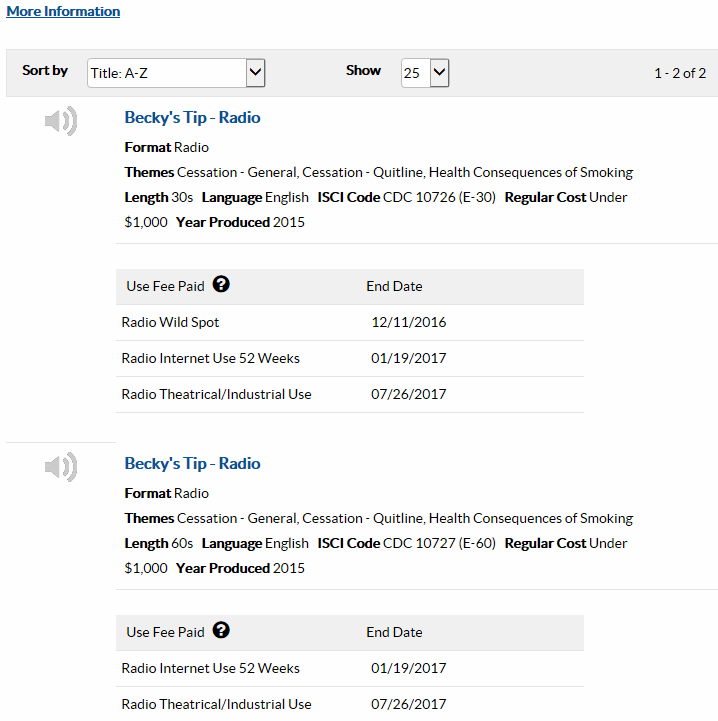 More Information
Sort by Title: A-Z Show 25 1 - 2 of 2
Becky's Tip - Radio
Format Radio
Themes Cessation - General, Cessation - Quitline, Health Consequences of Smoking
Length 30s Language English ISCI Code CDC 10726 (E-30) Regular Cost Under
$1,000 Year Produced 2015
Use Fee Paid ? End Date
Radio Wild Spot 12/11/2016
Radio Internet Use 52 Weeks 01/19/2017
Radio Theatrical/Industrial Use 07/26/2017
Becky's Tip - Radio
Format Radio
Themes Cessation - General, Cessation - Quitline, Health Consequences of Smoking
Length 60s Language English ISCI Code CDC 10727 (E-60) Regular Cost Under
$1,000 Year Produced 2015
Use Fee Paid ? End Date
Radio Internet Use 52 Weeks 01/19/2017
Radio Theatrical/Industrial Use 07/26/2017